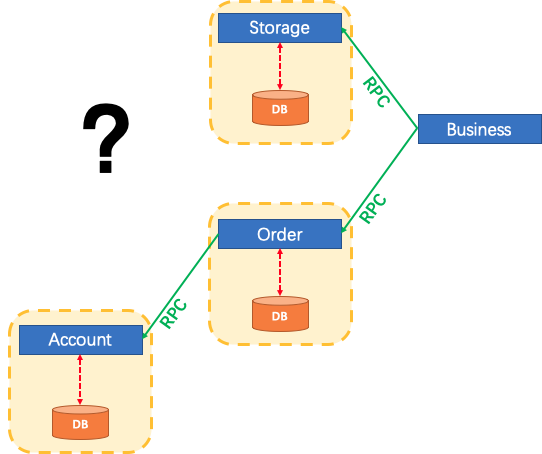 Storage
RPC
DB
?
Business
RPC
Order
RPC
DB
Account
DB